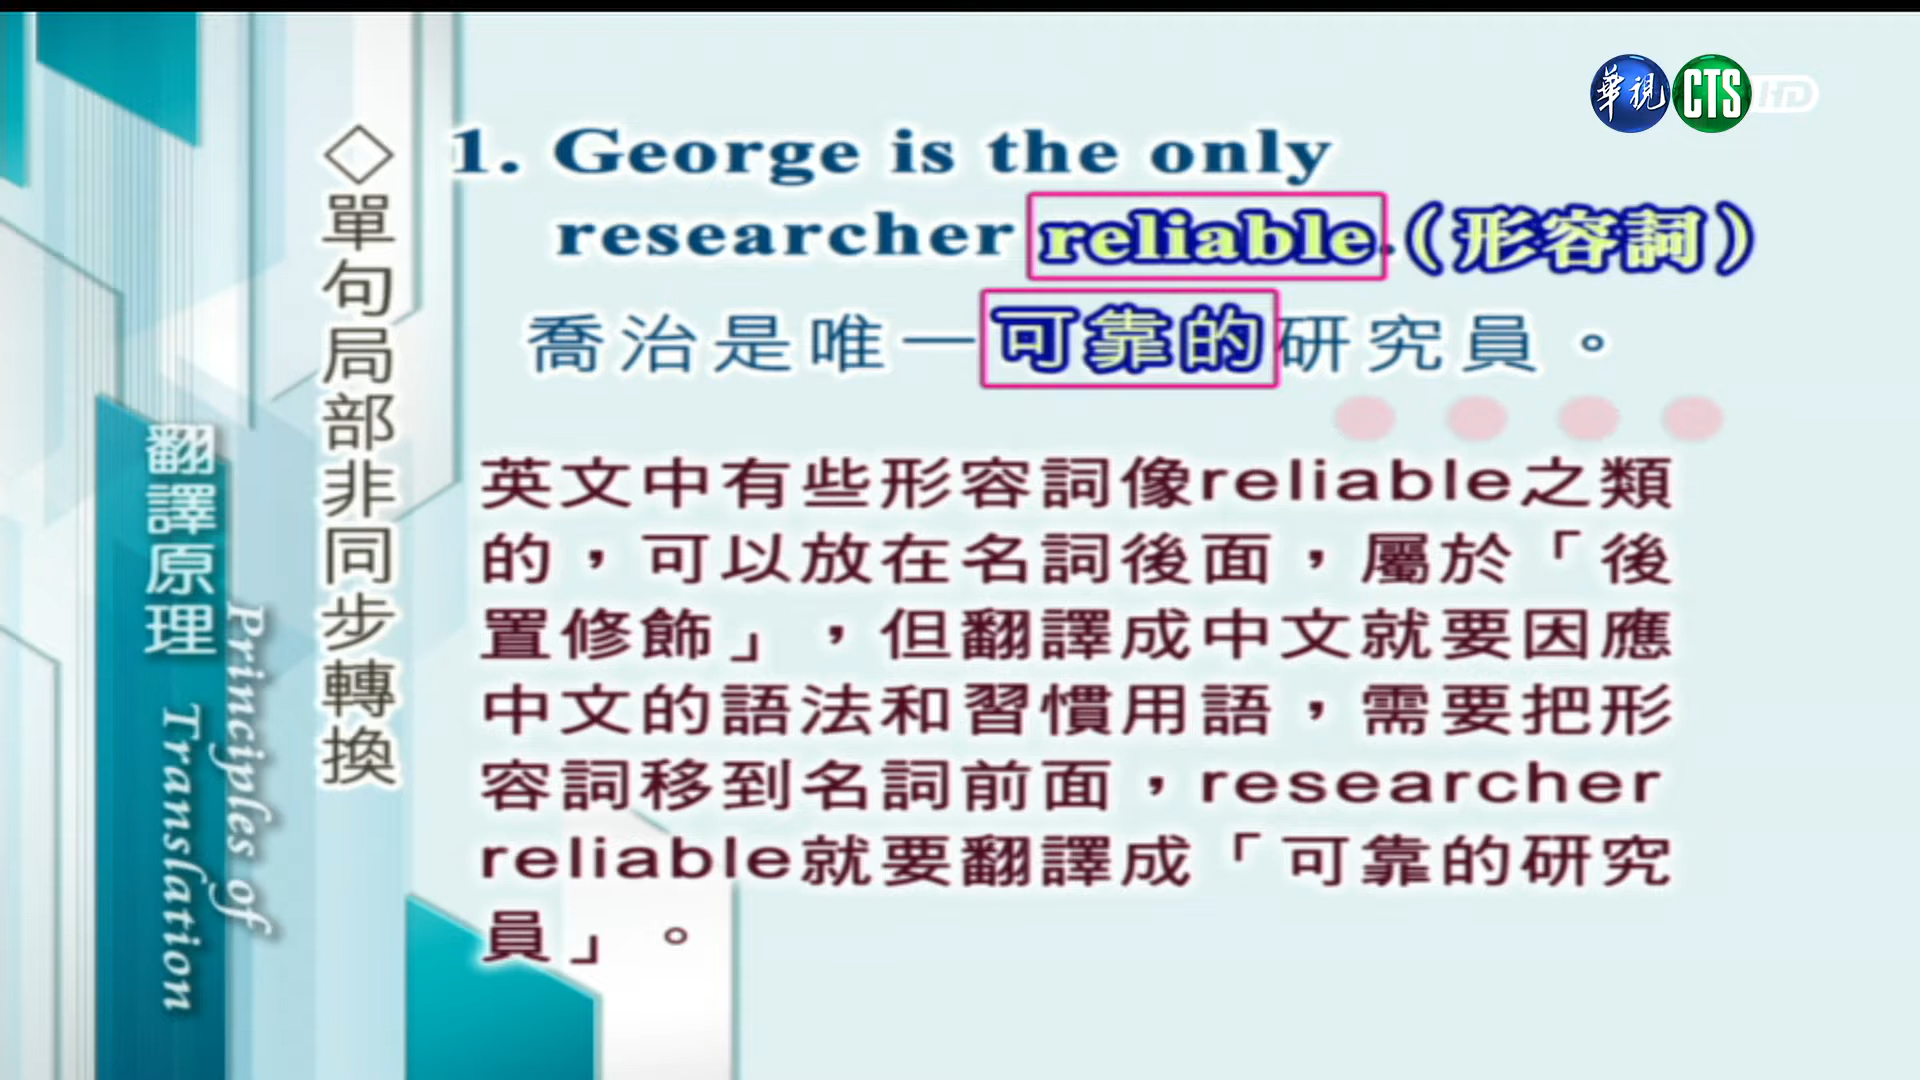 華視 CTS HD
◇單句局部非同步轉換
翻譯原理
Principles of
Translation
1. George is the only
researcher reliable.（形容詞）
喬治是唯一可靠的研究員。
英文中有些形容詞像reliable之類
的，可以放在名詞後面，屬於「後
置修飾」，但翻譯成中文就要因應
中文的語法和習慣用語，需要把形
容詞移到名詞前面，researcher
reliable就要翻譯成「可靠的研究
員」。